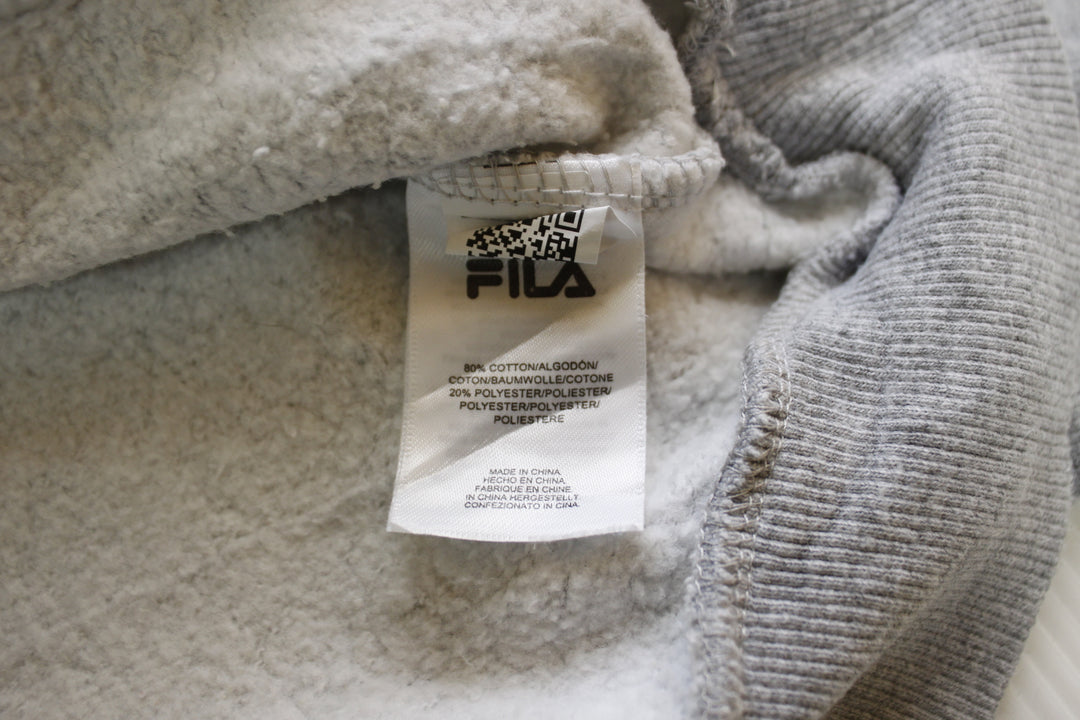 FILA
80% COTTON/ALGODÓN/
COTON/BAUMWOLLE/COTONE
20% POLYESTER/POLIESTER/
POLYESTER/POLYESTER/
POLIESTERE
MADE IN CHINA.
HECHO EN CHINA.
FABRIQUE EN CHINE.
IN CHINA HERGESTELLT.
CONFEZIONATO IN CINA.